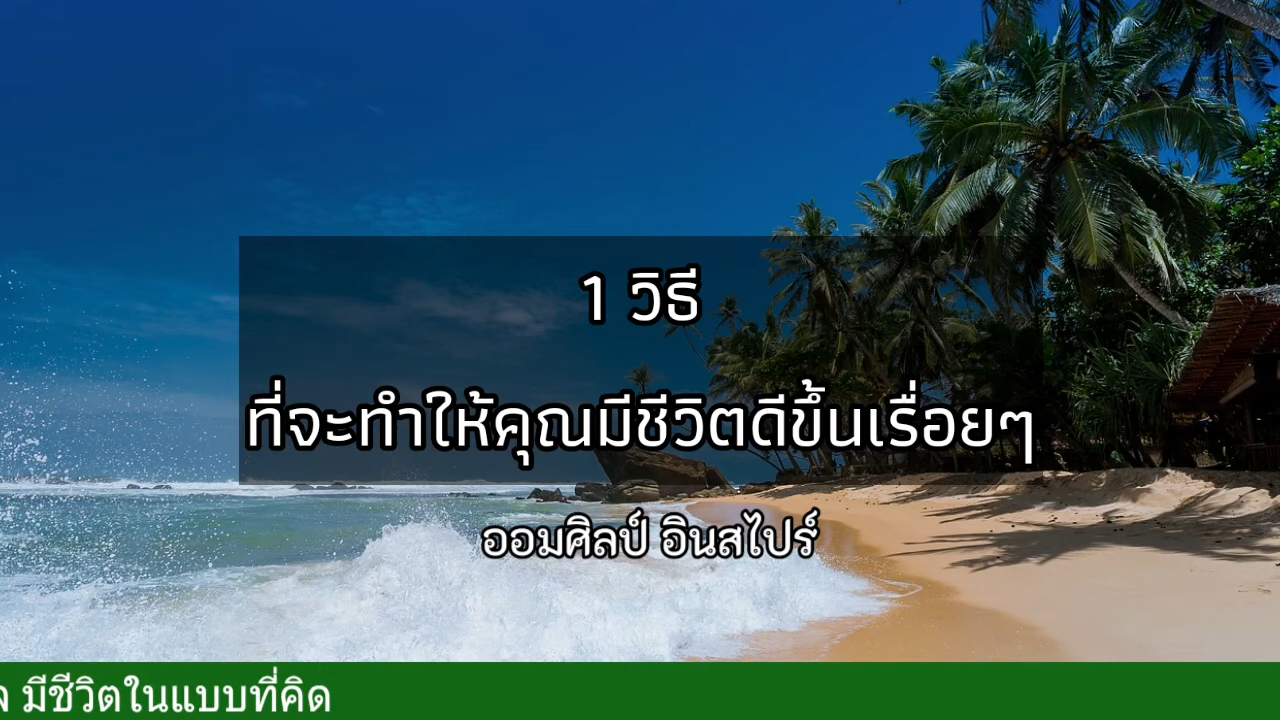 1 วิธี
ที่จะทำให้คุณมีชีวิตดีขึ้นเรื่อยๆ
ออมศิลป์ อินสไปร์
มีชีวิตในแบบที่คิด